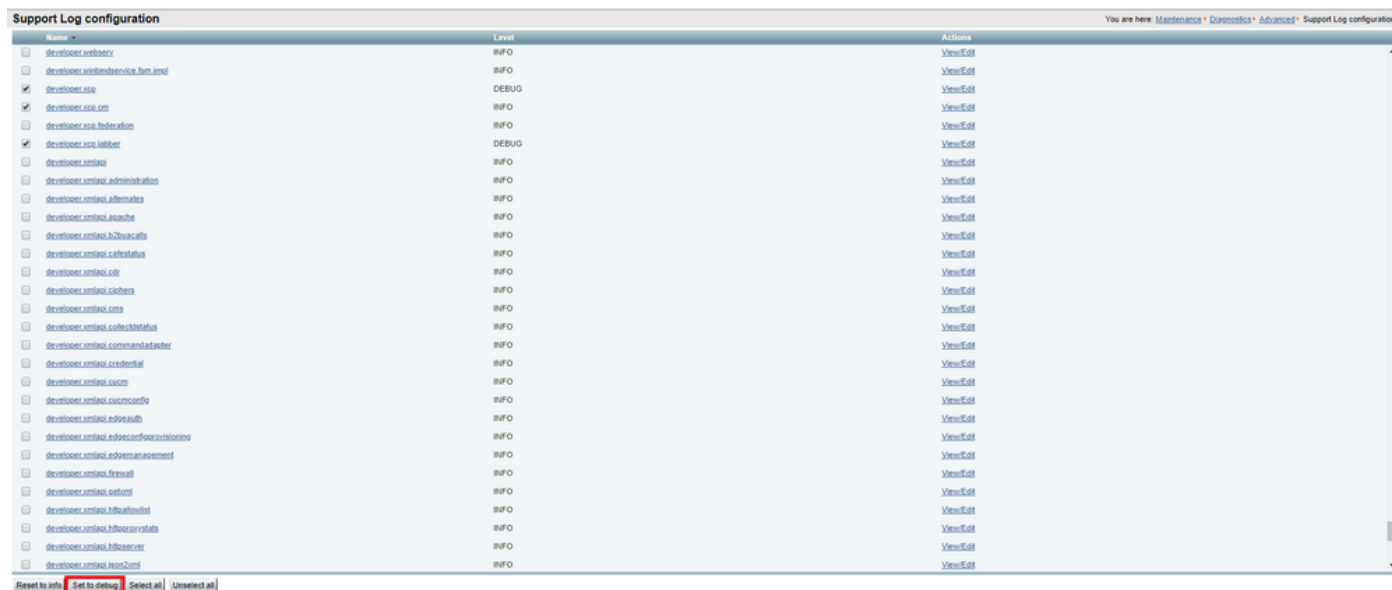 Support Log configuration
You are here: Maintenance Diagnostics Advanced Support Log configuration
Name Level Actions
developer.webserv INFO View/Edit
developer.winbindservice.fsm.impl INFO View/Edit
developer.xcp DEBUG View/Edit
developer.xcp.cm INFO View/Edit
developer.xcp.federation INFO View/Edit
developer.xcp.jabber DEBUG View/Edit
developer.xmlapi INFO View/Edit
developer.xmlapi.administration INFO View/Edit
developer.xmlapi.alternates INFO View/Edit
developer.xmlapi.apache INFO View/Edit
developer.xmlapi.b2buacalls INFO View/Edit
developer.xmlapi.cafestatus INFO View/Edit
developer.xmlapi.cdr INFO View/Edit
developer.xmlapi.ciphers INFO View/Edit
developer.xmlapi.cms INFO View/Edit
developer.xmlapi.collectdstatus INFO View/Edit
developer.xmlapi.commandadapter INFO View/Edit
developer.xmlapi.credential INFO View/Edit
developer.xmlapi.cucm INFO View/Edit
developer.xmlapi.cucmconfig INFO View/Edit
developer.xmlapi.edgeauth INFO View/Edit
developer.xmlapi.edgeconfigprovisioning INFO View/Edit
developer.xmlapi.edgemanagement INFO View/Edit
developer.xmlapi.firewall INFO View/Edit
developer.xmlapi.getxml INFO View/Edit
developer.xmlapi.httpallowlist INFO View/Edit
developer.xmlapi.httpproxystats INFO View/Edit
developer.xmlapi.httpserver INFO View/Edit
developer.xmlapi.json2xml INFO View/Edit
Reset to info Set to debug Select all Unselect all